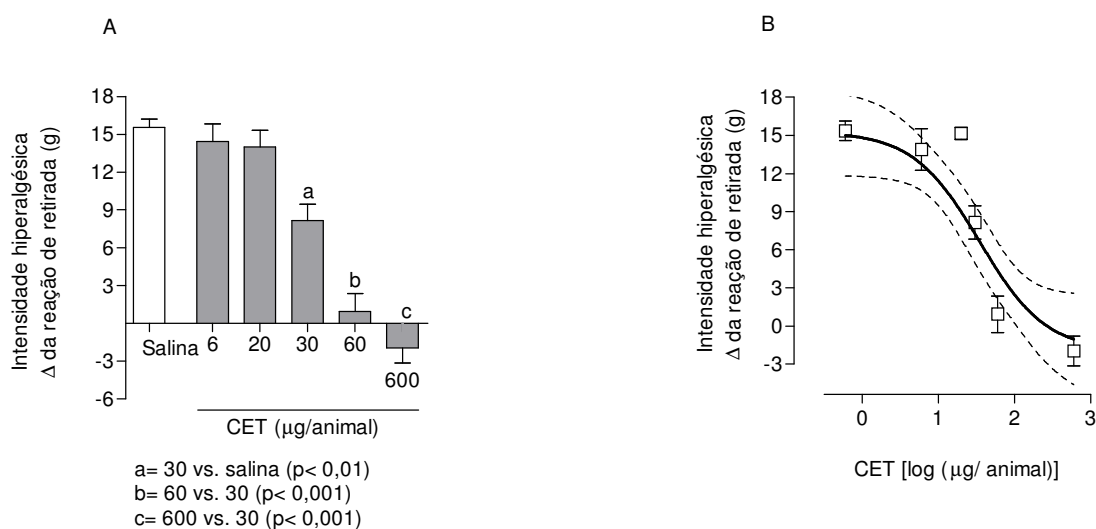 A
B
18
15
12
9
6
3
-3
-6
Intensidade hiperalgésica
Δ da reação de retirada (g)
a
b
c
Salina
6
20
30
60
600
CET (µg/animal)
a= 30 vs. salina (p< 0,01)
b= 60 vs. 30 (p< 0,001)
c= 600 vs. 30 (p< 0,001)
18
15
12
9
6
3
0
-3
Intensidade hiperalgésica
Δ da reação de retirada (g)
0
1
2
3
CET [log (µg/ animal)]